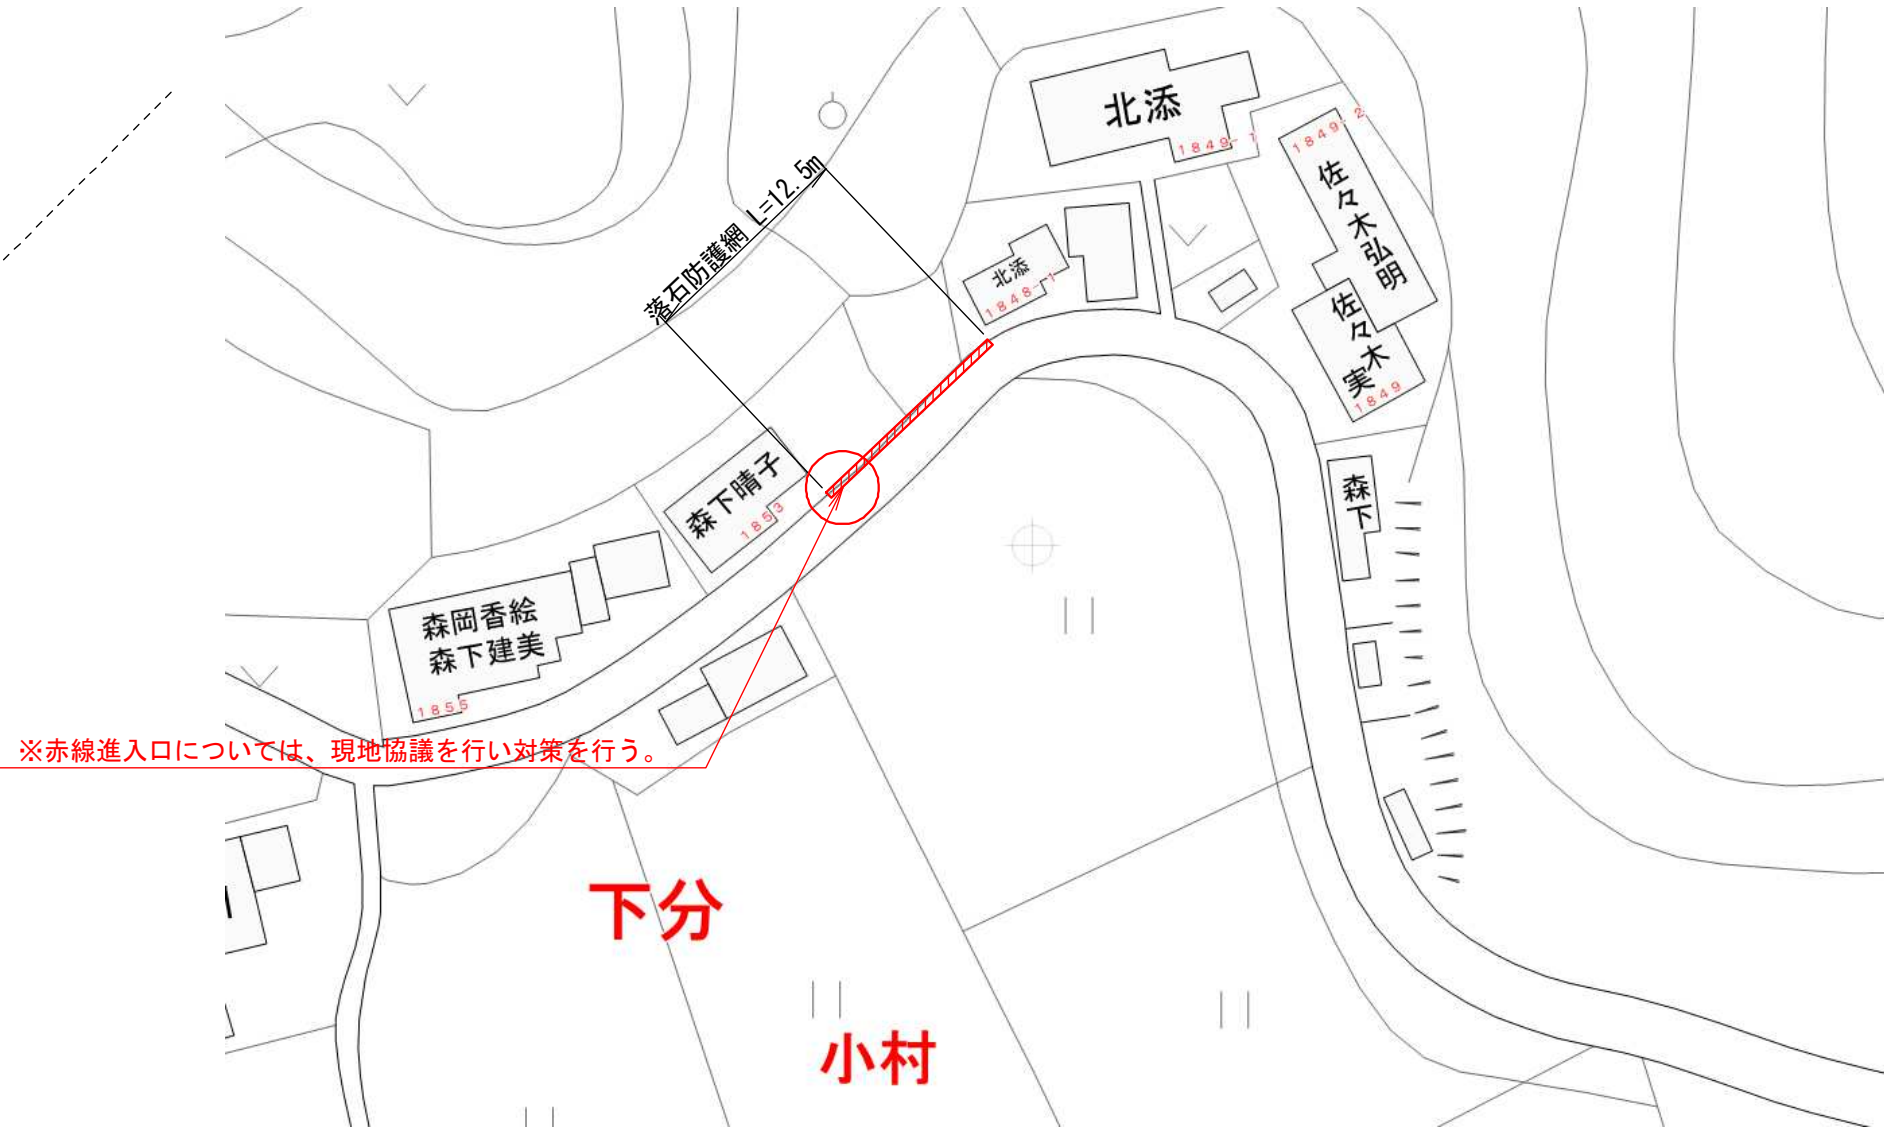 北添
1849-1
1849-2
佐々木弘明
落石防護網 L=12.5m
北添
1848-1
佐々木実
1849
森下晴子
1853
森下
森岡香絵
森下建美
1855
※赤線進入口については、現地協議を行い対策を行う。
下分
小村